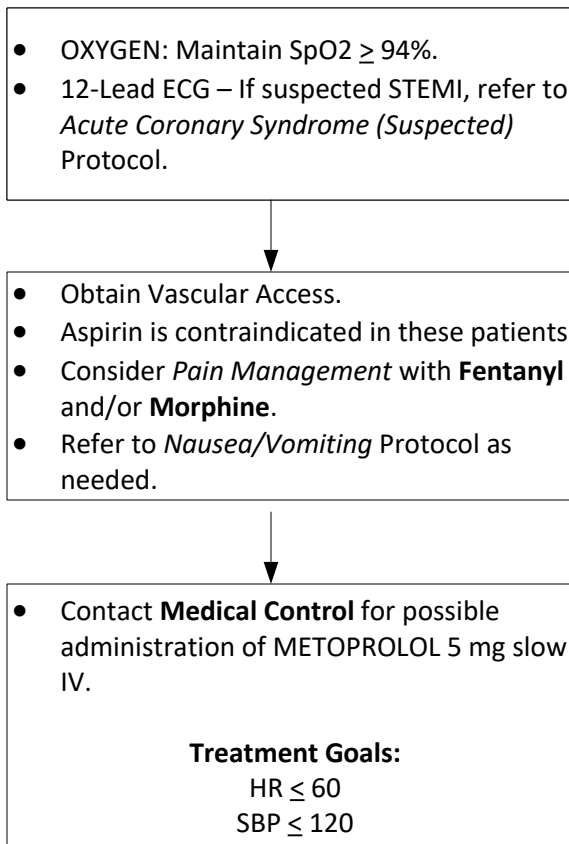 • OXYGEN: Maintain SpO2 ≥ 94%.
• 12-Lead ECG – If suspected STEMI, refer to
Acute Coronary Syndrome (Suspected)
Protocol.
• Obtain Vascular Access.
• Aspirin is contraindicated in these patients
• Consider Pain Management with Fentanyl
and/or Morphine.
• Refer to Nausea/Vomiting Protocol as
needed.
• Contact Medical Control for possible
administration of METOPROLOL 5 mg slow
IV.
Treatment Goals:
HR ≤ 60
SBP ≤ 120